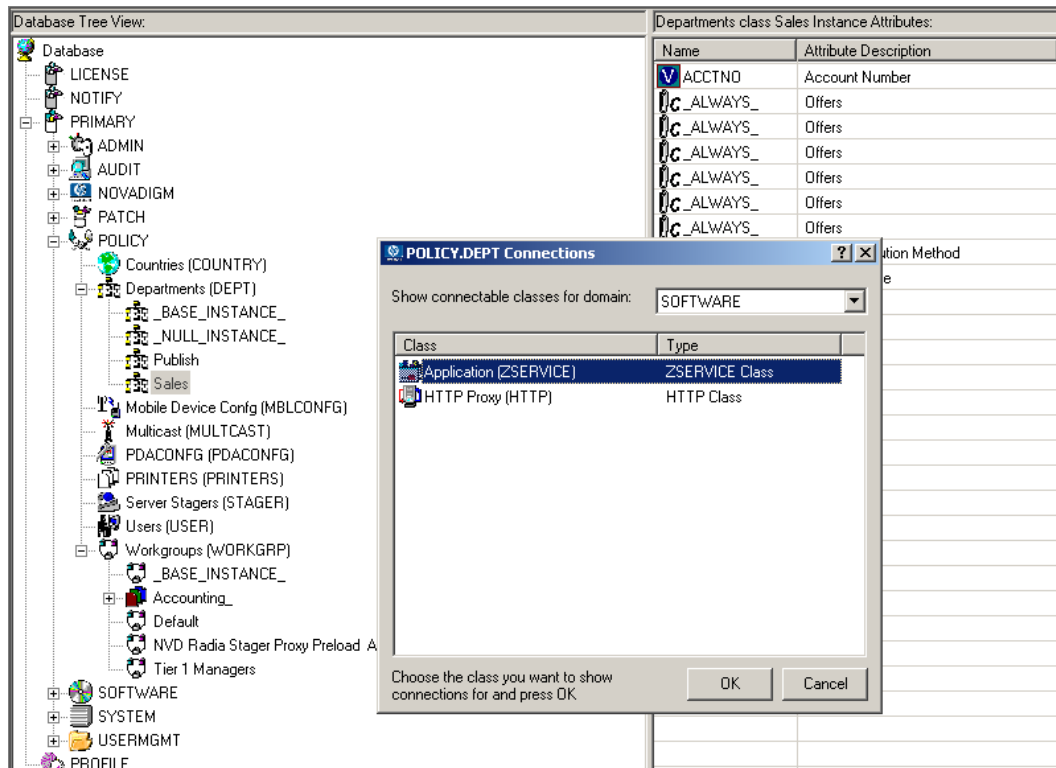 Database Tree View:
Database
LICENSE
NOTIFY
PRIMARY
ADMIN
AUDIT
NOVADIGM
PATCH
POLICY
Countries (COUNTRY)
Departments (DEPT)
_BASE_INSTANCE_
_NULL_INSTANCE_
Publish
Sales
Mobile Device Confg (MBLCONFG)
Multicast (MULTCAST)
PDACONFG (PDACONFG)
PRINTERS (PRINTERS)
Server Stagers (STAGER)
Users (USER)
Workgroups (WORKGRP)
_BASE_INSTANCE_
Accounting_
Default
NVD Radia Stager Proxy Preload A
Tier 1 Managers
SOFTWARE
SYSTEM
USERMGMT
PROFILE
Departments class Sales Instance Attributes:
Name Attribute Description
V ACCTNO Account Number
C _ALWAYS_ Offers
C _ALWAYS_ Offers
C _ALWAYS_ Offers
C _ALWAYS_ Offers
C _ALWAYS_ Offers
C _ALWAYS_ Offers
ution Method
e
POLICY.DEPT Connections
Show connectable classes for domain: SOFTWARE
Class Type
Application (ZSERVICE) ZSERVICE Class
HTTP Proxy (HTTP) HTTP Class
Choose the class you want to show
connections for and press OK
OK Cancel